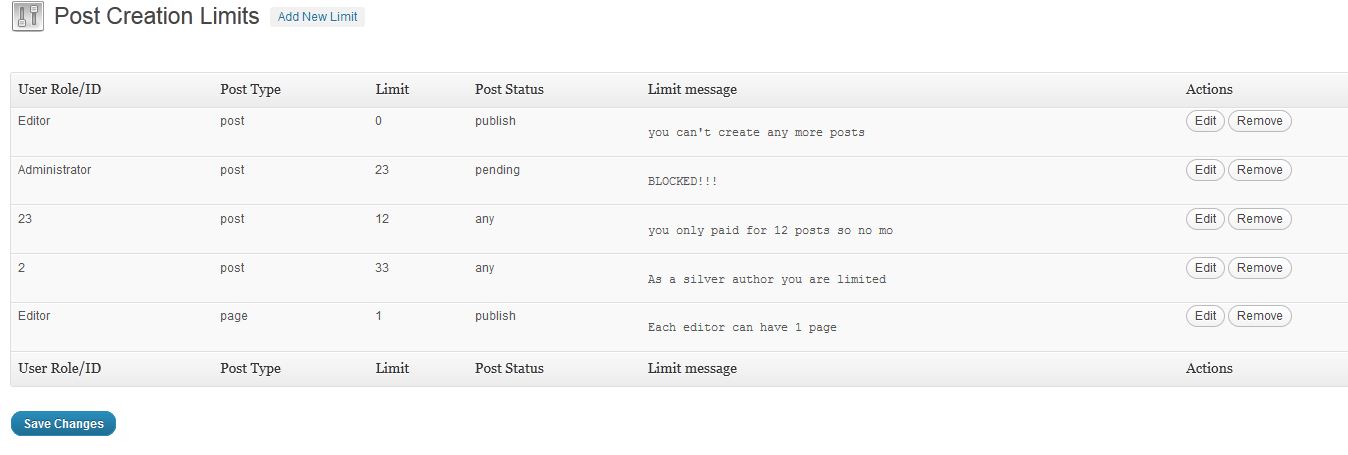 Post Creation Limits Add New Limit
User Role/ID Post Type Limit Post Status Limit message Actions
Editor post 0 publish you can't create any more posts Edit Remove
Administrator post 23 pending BLOCKED!!! Edit Remove
23 post 12 any you only paid for 12 posts so no mo Edit Remove
2 post 33 any As a silver author you are limited Edit Remove
Editor page 1 publish Each editor can have 1 page Edit Remove
User Role/ID Post Type Limit Post Status Limit message Actions
Save Changes